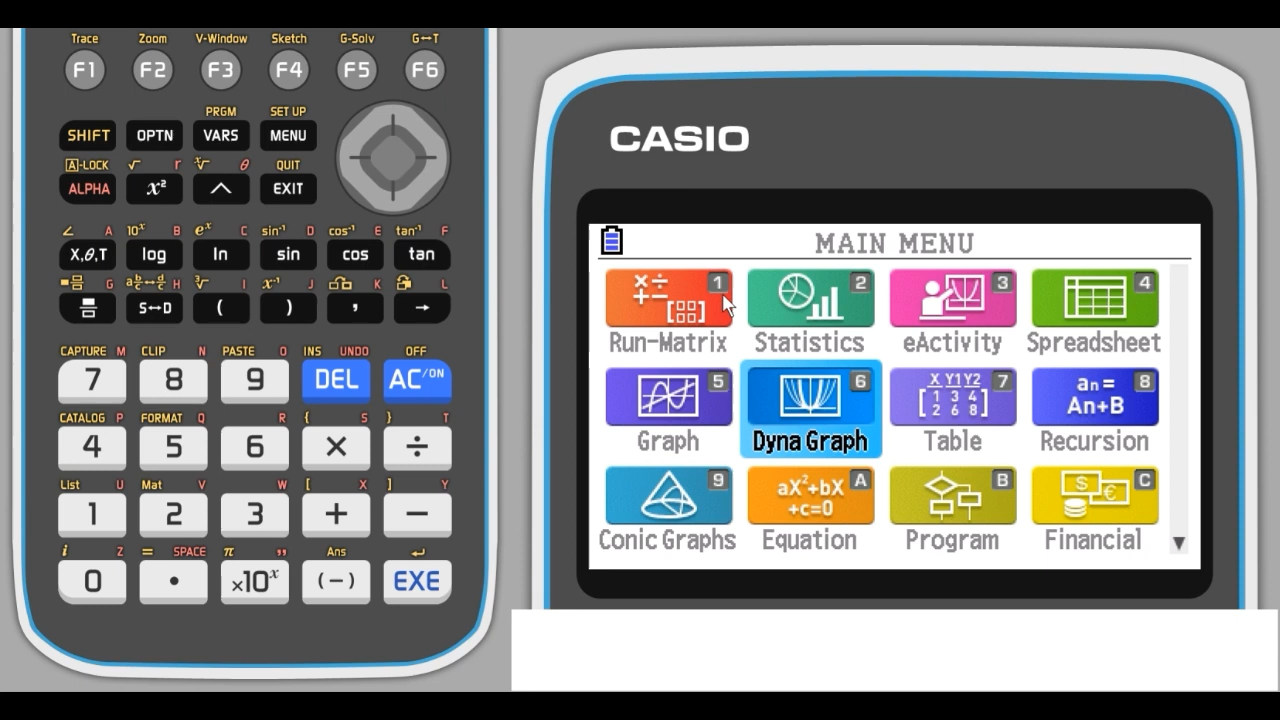 Trace Zoom V-Window Sketch G-Solv G↔T
F1 F2 F3 F4 F5 F6
PRGM SET UP
SHIFT OPTN VARS MENU
A-LOCK √ r ˣ√ θ QUIT
ALPHA x² ^ EXIT
∠ A 10ˣ B eˣ C sin⁻¹ D cos⁻¹ E tan⁻¹ F
X,θ,T log ln sin cos tan
G a b/c↔d/c H ³√ I x⁻¹ J K L
S↔D ( ) , →
CAPTURE M CLIP N PASTE O INS UNDO OFF
7 8 9 DEL AC/ON
CATALOG P FORMAT Q R { S } T
4 5 6 × ÷
List U Mat V W [ X ] Y
1 2 3 + −
i Z = SPACE π " Ans ↵
0 • ×10ˣ (−) EXE
CASIO
MAIN MENU
1 2 3 4
Run-Matrix Statistics eActivity Spreadsheet
5 6 X Y1 Y2 7 an = 8
1 3 4 An+B
2 6 8
Graph Dyna Graph Table Recursion
9 aX²+bX A B $ € C
+c=0
Conic Graphs Equation Program Financial